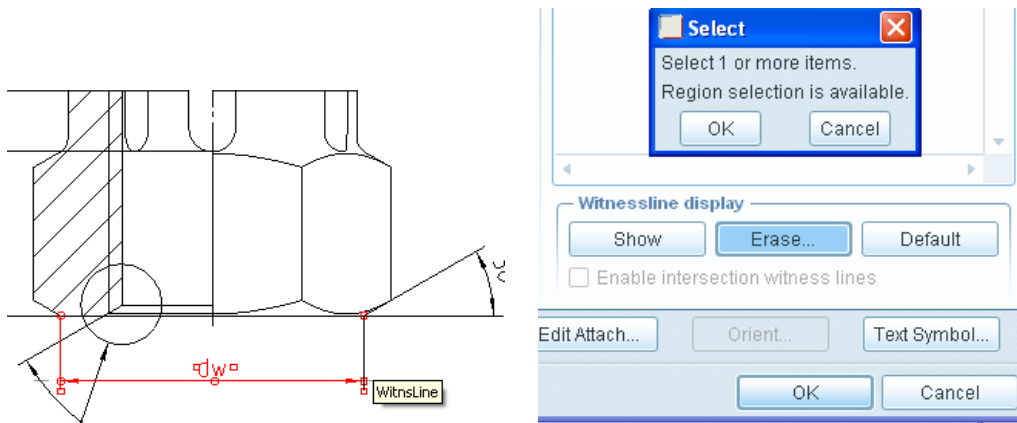 dw
WitnsLine
Select
Select 1 or more items.
Region selection is available.
OK Cancel
Witnessline display
Show Erase... Default
Enable intersection witness lines
Edit Attach... Orient... Text Symbol...
OK Cancel